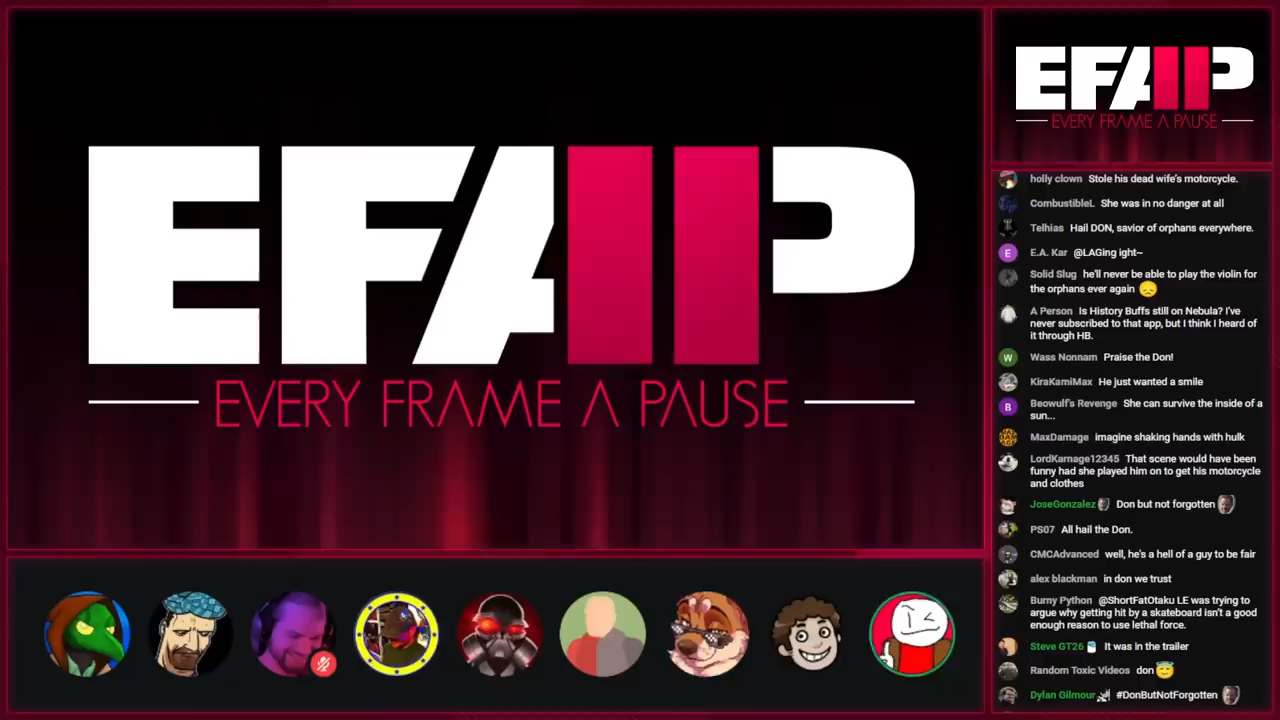 EFAP
EVERY FRAME A PAUSE
EFAP
EVERY FRAME A PAUSE
holly clown Stole his dead wife's motorcycle.
CombustibleL She was in no danger at all
Telhias Hail DON, savior of orphans everywhere.
E E.A. Kar @LAGing ight~
Solid Slug he'll never be able to play the violin for
the orphans ever again
A Person Is History Buffs still on Nebula? I've
never subscribed to that app, but I think I heard of
it through HB.
W Wass Nonnam Praise the Don!
KiraKamiMax He just wanted a smile
B Beowulf's Revenge She can survive the inside of a
sun...
MaxDamage imagine shaking hands with hulk
LordKarnage12345 That scene would have been
funny had she played him on to get his motorcycle
and clothes
JoseGonzalez Don but not forgotten
PS07 All hail the Don.
CMCAdvanced well, he's a hell of a guy to be fair
alex blackman in don we trust
Burny Python @ShortFatOtaku LE was trying to
argue why getting hit by a skateboard isn't a good
enough reason to use lethal force.
Steve GT26 It was in the trailer
Random Toxic Videos don
Dylan Gilmour #DonButNotForgotten